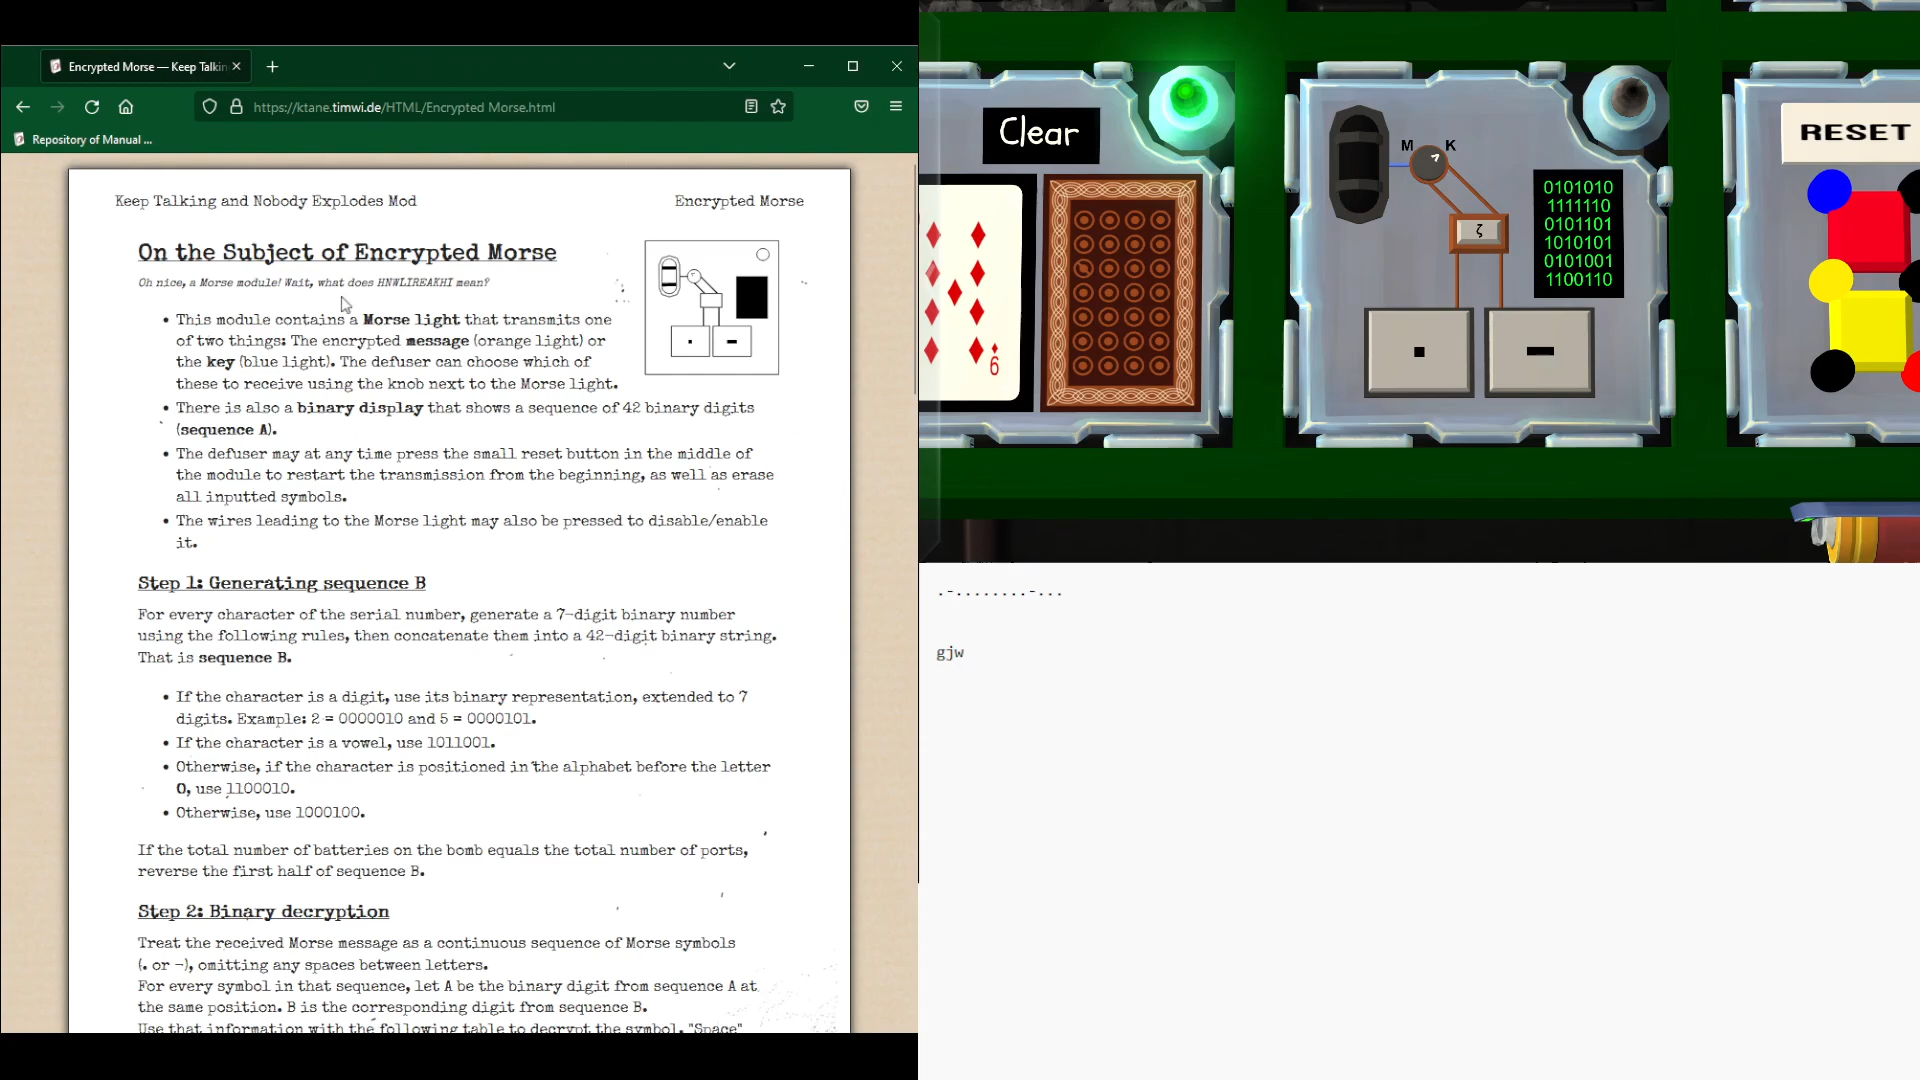 Encrypted Morse — Keep Talkin
https://ktane.timwi.de/HTML/Encrypted Morse.html
Repository of Manual ...
Keep Talking and Nobody Explodes Mod
Encrypted Morse
On the Subject of Encrypted Morse
Oh nice, a Morse module! Wait, what does HNWLIREAKHI mean?
• This module contains a Morse light that transmits one
of two things: The encrypted message (orange light) or
the key (blue light). The defuser can choose which of
these to receive using the knob next to the Morse light.
• There is also a binary display that shows a sequence of 42 binary digits
(sequence A).
• The defuser may at any time press the small reset button in the middle of
the module to restart the transmission from the beginning, as well as erase
all inputted symbols.
• The wires leading to the Morse light may also be pressed to disable/enable
it.
Step 1: Generating sequence B
For every character of the serial number, generate a 7-digit binary number
using the following rules, then concatenate them into a 42-digit binary string.
That is sequence B.
• If the character is a digit, use its binary representation, extended to 7
digits. Example: 2 = 0000010 and 5 = 0000101.
• If the character is a vowel, use 1011001.
• Otherwise, if the character is positioned in the alphabet before the letter
O, use 1100010.
• Otherwise, use 1000100.
If the total number of batteries on the bomb equals the total number of ports,
reverse the first half of sequence B.
Step 2: Binary decryption
Treat the received Morse message as a continuous sequence of Morse symbols
(. or -), omitting any spaces between letters.
For every symbol in that sequence, let A be the binary digit from sequence A at
the same position. B is the corresponding digit from sequence B.
Use that information with the following table to decrypt the symbol. "Space"
Clear
9
M K
ζ
0101010
1111110
0101101
1010101
0101001
1100110
RESET
.-........-...
gjw